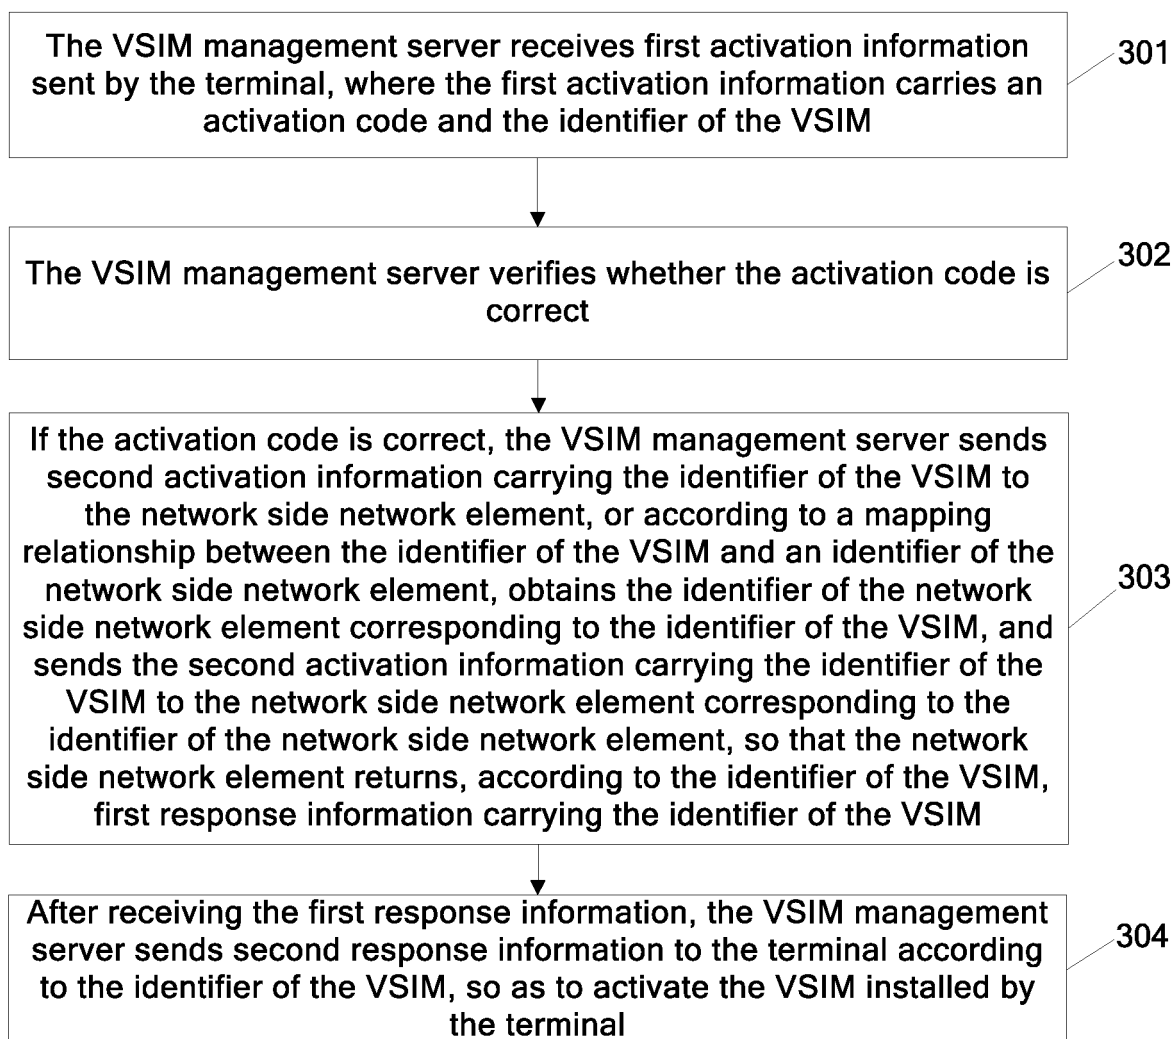 The VSIM management server receives first activation information
sent by the terminal, where the first activation information carries an
activation code and the identifier of the VSIM
301
The VSIM management server verifies whether the activation code is
correct
302
If the activation code is correct, the VSIM management server sends
second activation information carrying the identifier of the VSIM to
the network side network element, or according to a mapping
relationship between the identifier of the VSIM and an identifier of the
network side network element, obtains the identifier of the network
side network element corresponding to the identifier of the VSIM, and
sends the second activation information carrying the identifier of the
VSIM to the network side network element corresponding to the
identifier of the network side network element, so that the network
side network element returns, according to the identifier of the VSIM,
first response information carrying the identifier of the VSIM
303
After receiving the first response information, the VSIM management
server sends second response information to the terminal according
to the identifier of the VSIM, so as to activate the VSIM installed by
the terminal
304